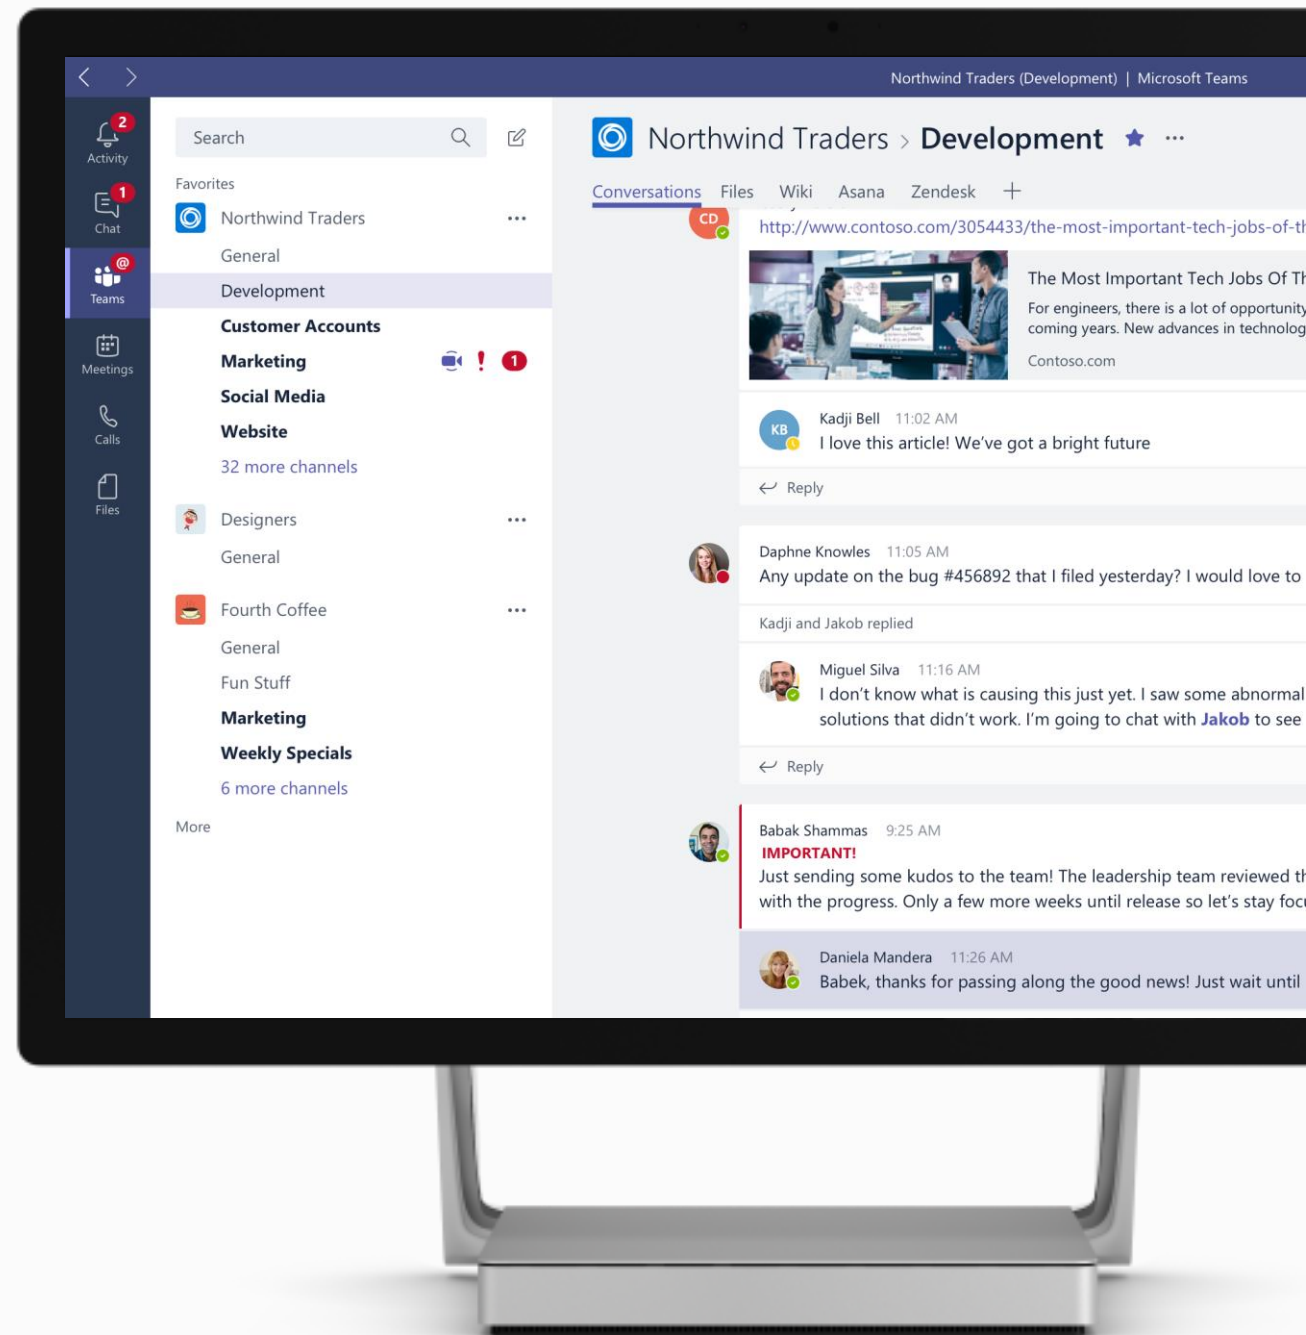 Northwind Traders (Development) | Microsoft Teams
2
Activity
1
Chat
@
Teams
Meetings
Calls
Files
Search
Favorites
Northwind Traders
General
Development
Customer Accounts
Marketing ! 1
Social Media
Website
32 more channels
Designers
General
Fourth Coffee
General
Fun Stuff
Marketing
Weekly Specials
6 more channels
More
Northwind Traders > Development
Conversations Files Wiki Asana Zendesk
CD
http://www.contoso.com/3054433/the-most-important-tech-jobs-of-th
The Most Important Tech Jobs Of Th
For engineers, there is a lot of opportunity
coming years. New advances in technolog
Contoso.com
KB
Kadji Bell 11:02 AM
I love this article! We've got a bright future
Reply
Daphne Knowles 11:05 AM
Any update on the bug #456892 that I filed yesterday? I would love to
Kadji and Jakob replied
Miguel Silva 11:16 AM
I don't know what is causing this just yet. I saw some abnormal
solutions that didn't work. I'm going to chat with Jakob to see
Reply
Babak Shammas 9:25 AM
IMPORTANT!
Just sending some kudos to the team! The leadership team reviewed th
with the progress. Only a few more weeks until release so let's stay focu
Daniela Mandera 11:26 AM
Babek, thanks for passing along the good news! Just wait until